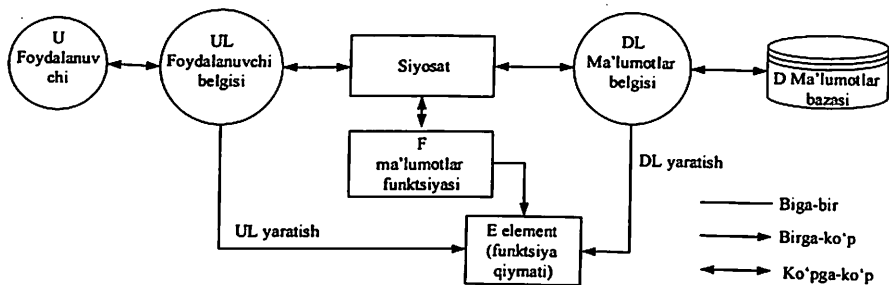 U
Foydalanuv
chi
UL
Foydalanuvchi
belgisi
Siyosat
DL
Ma'lumotlar
belgisi
D Ma'lumotlar
bazasi
F
ma'lumotlar
funktsiyasi
DL yaratish
UL yaratish
E element
(funktsiya
qiymati)
Biga-bir
Birga-ko‘p
Ko‘pga-ko‘p